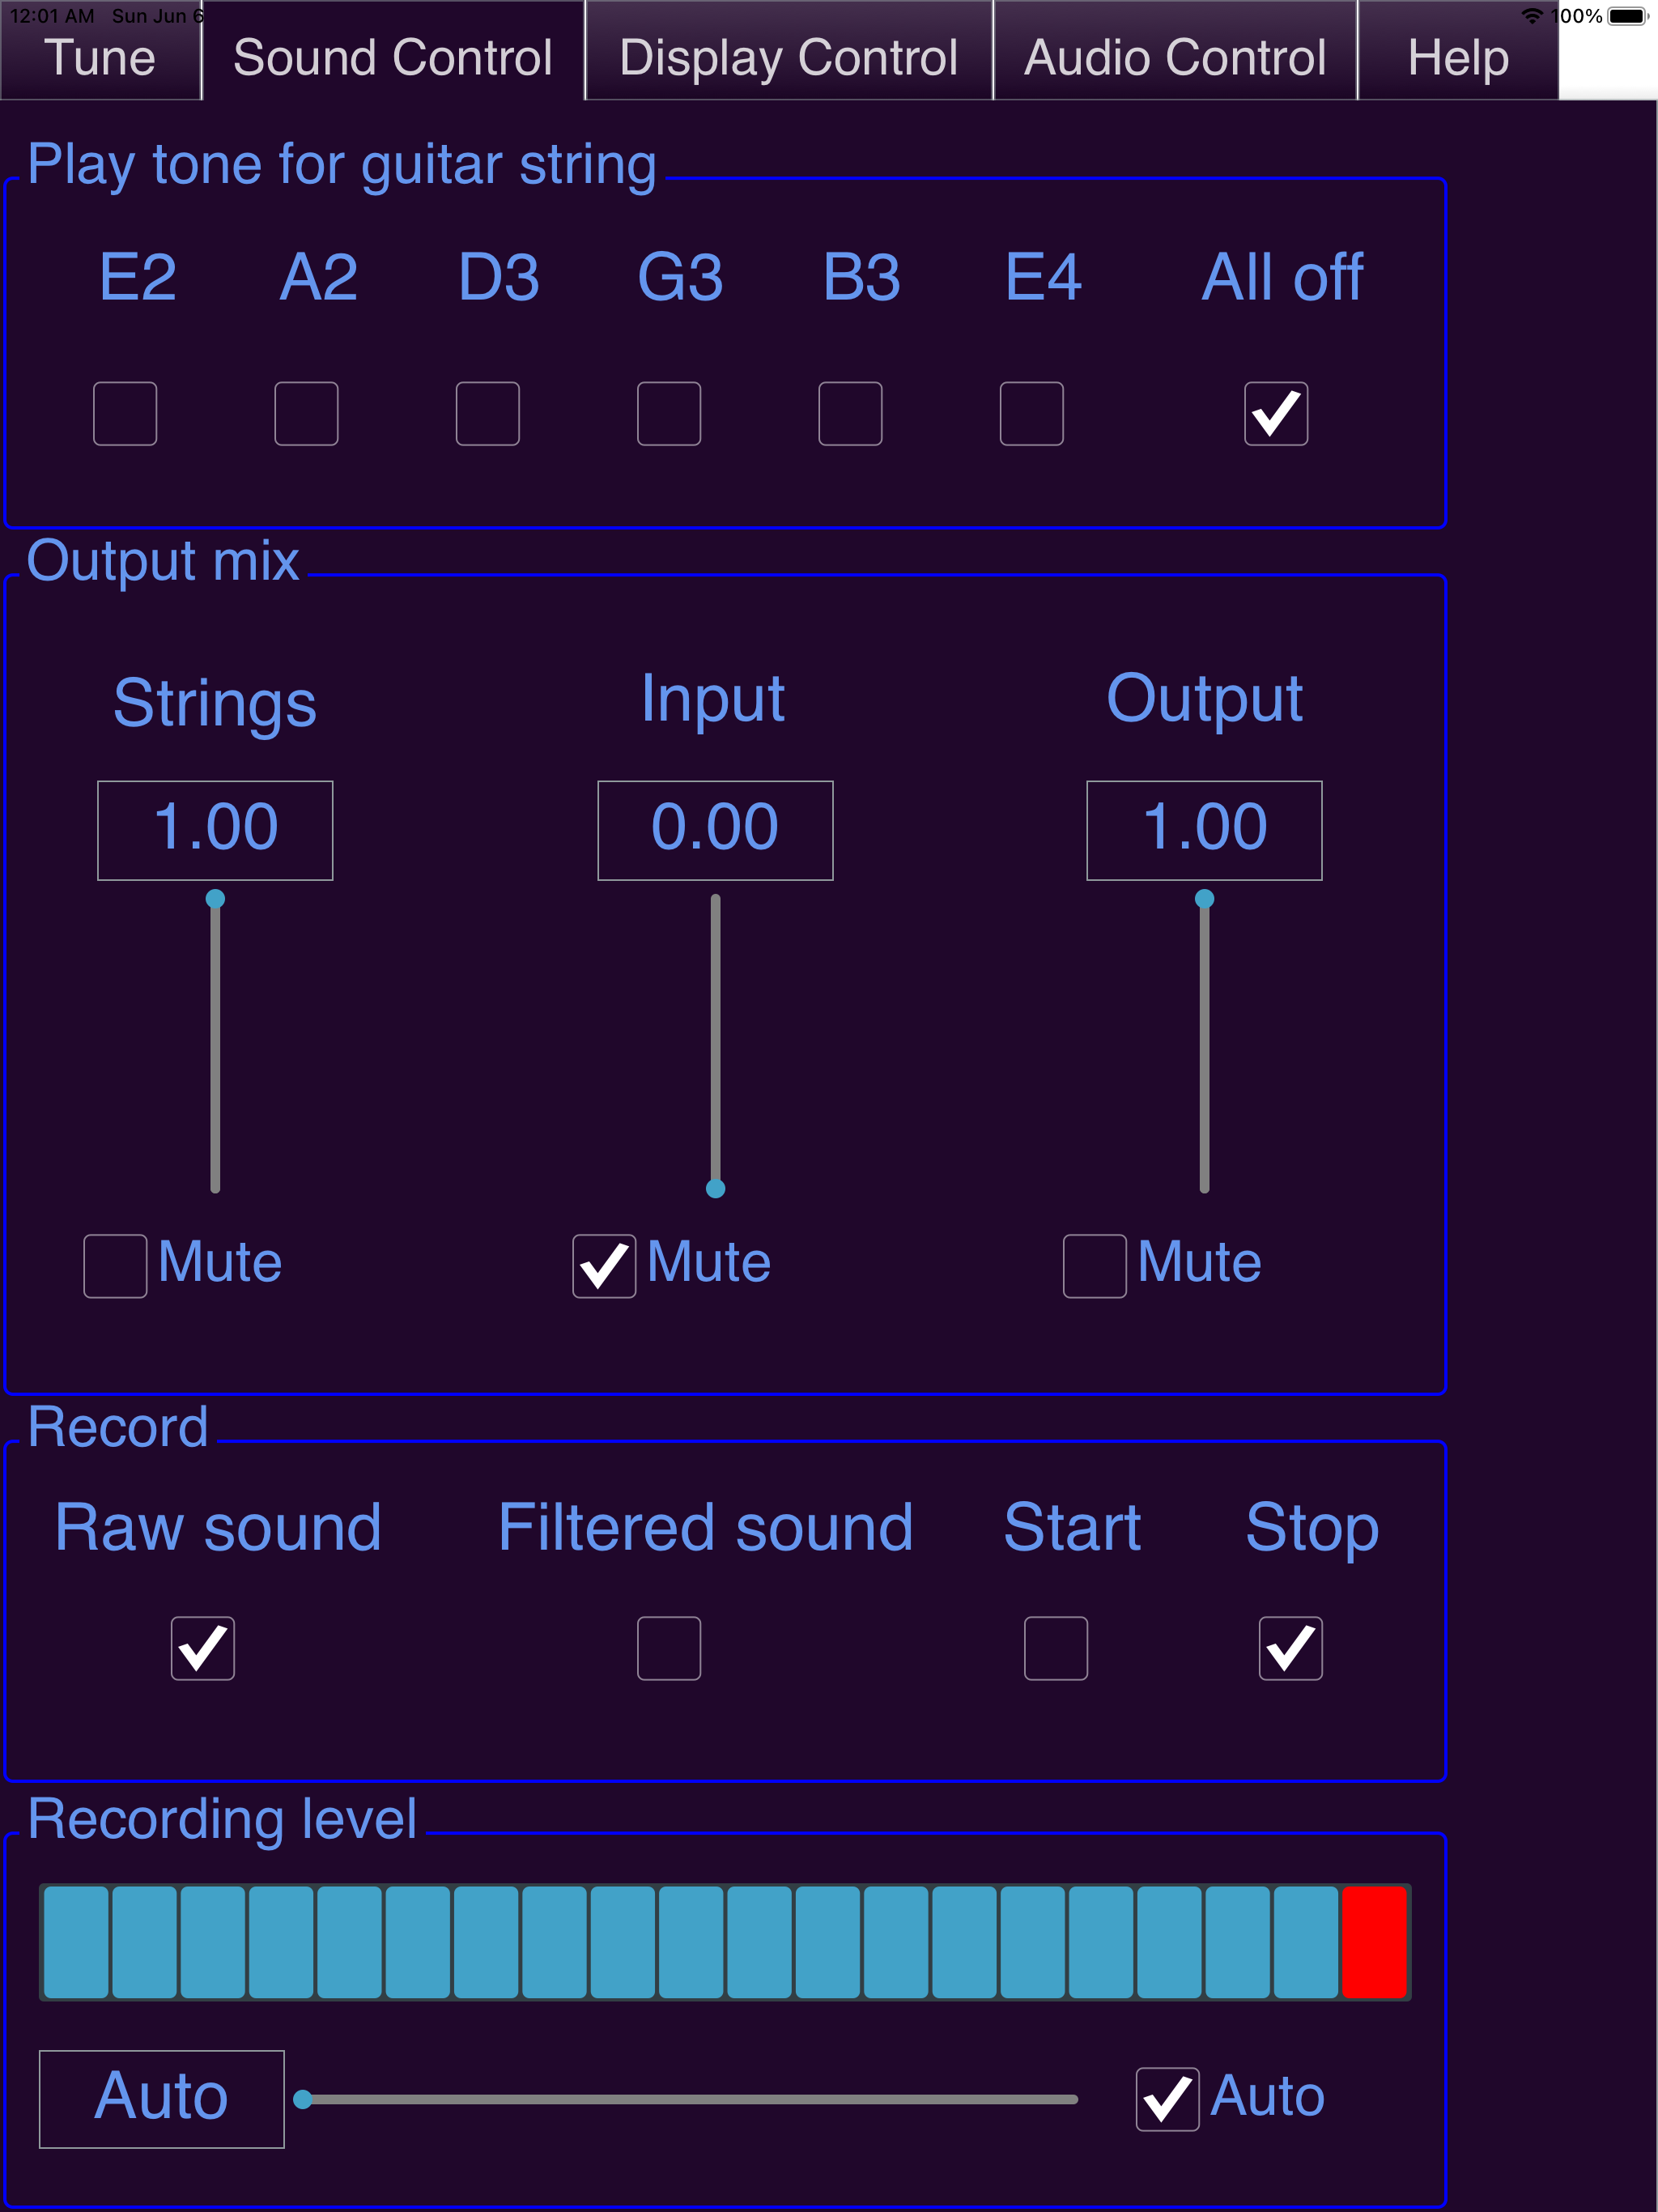 12:01 AM Sun Jun 6 100%
Tune Sound Control Display Control Audio Control Help
Play tone for guitar string
E2 A2 D3 G3 B3 E4 All off
Output mix
Strings Input Output
1.00 0.00 1.00
Mute Mute Mute
Record
Raw sound Filtered sound Start Stop
Recording level
Auto Auto